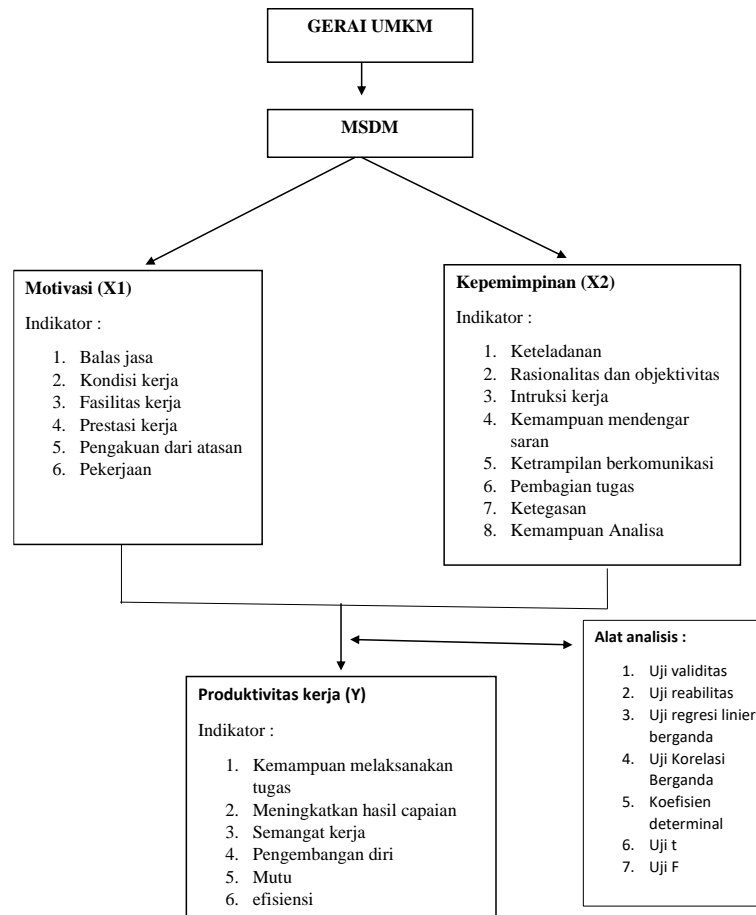 GERAI UMKM
MSDM
Motivasi (X1)
Indikator :
1. Balas jasa
2. Kondisi kerja
3. Fasilitas kerja
4. Prestasi kerja
5. Pengakuan dari atasan
6. Pekerjaan
Kepemimpinan (X2)
Indikator :
1. Keteladanan
2. Rasionalitas dan objektivitas
3. Intruksi kerja
4. Kemampuan mendengar
saran
5. Ketrampilan berkomunikasi
6. Pembagian tugas
7. Ketegasan
8. Kemampuan Analisa
Alat analisis :
1. Uji validitas
2. Uji reabilitas
3. Uji regresi linier
berganda
4. Uji Korelasi
Berganda
5. Koefisien
determinal
6. Uji t
7. Uji F
Produktivitas kerja (Y)
Indikator :
1. Kemampuan melaksanakan
tugas
2. Meningkatkan hasil capaian
3. Semangat kerja
4. Pengembangan diri
5. Mutu
6. efisiensi